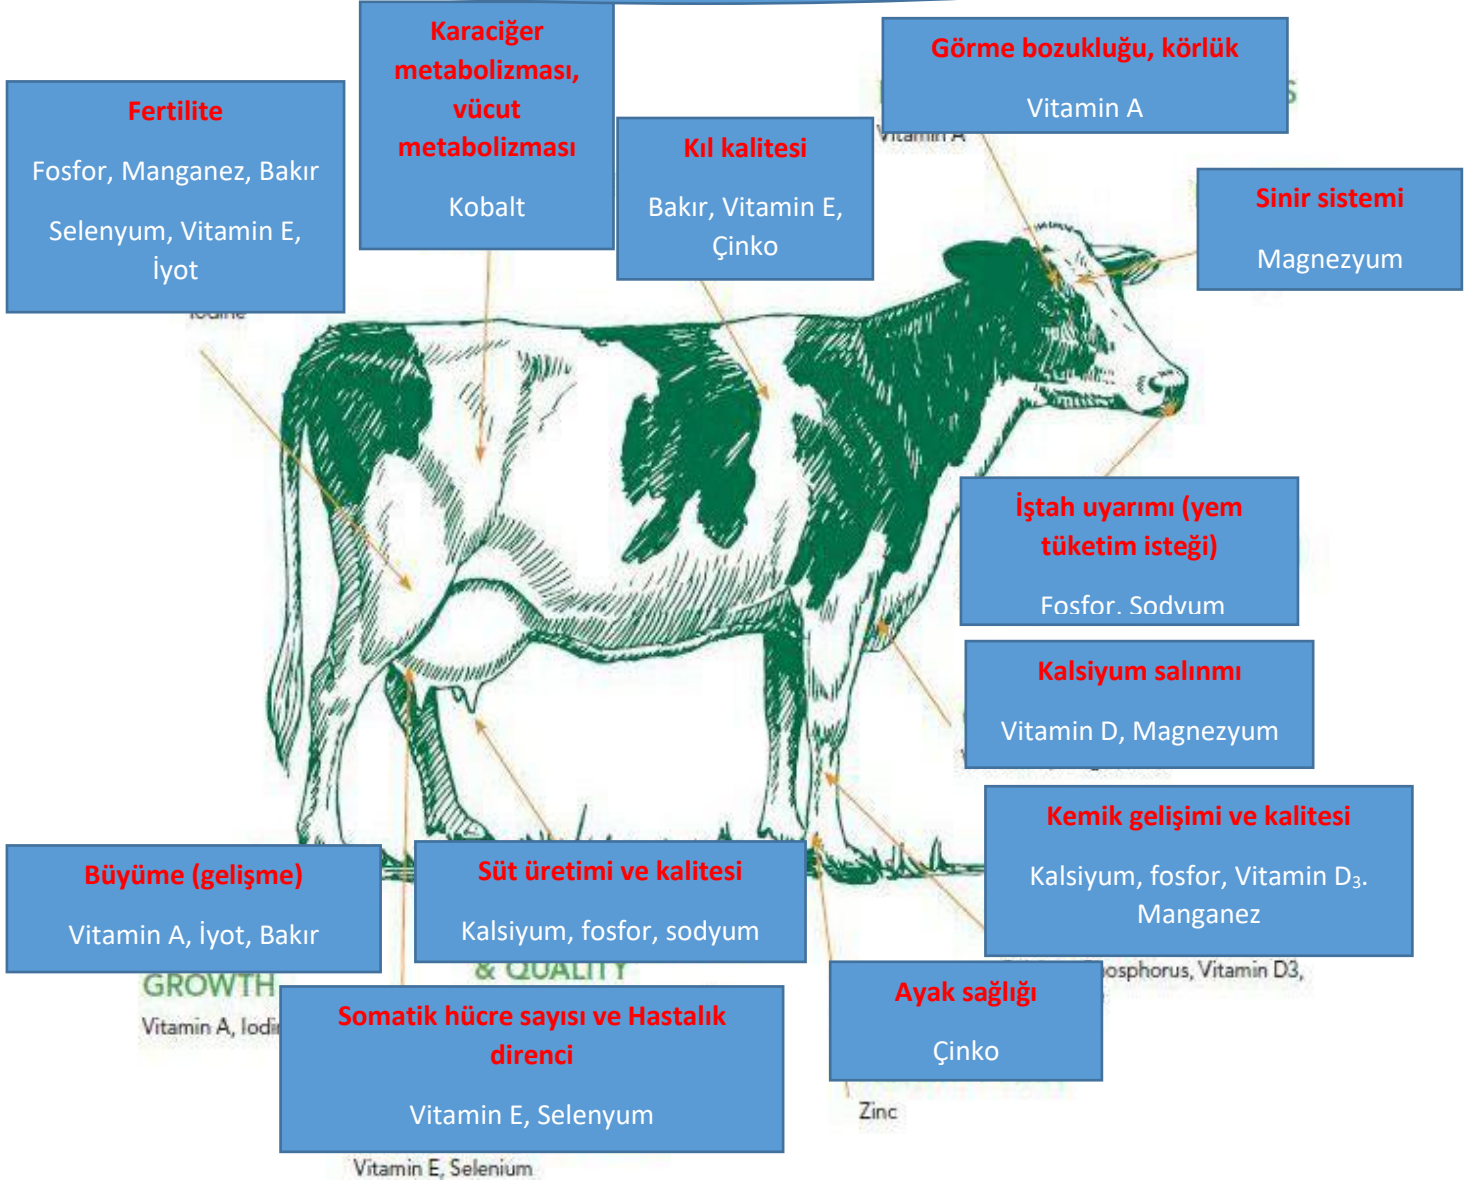 Karaciğer
metabolizması,
vücut
metabolizması
Kobalt
Görme bozukluğu, körlük
Vitamin A
S
Vitamin A
Fertilite
Fosfor, Manganez, Bakır
Selenyum, Vitamin E,
İyot
Iodine
Kıl kalitesi
Bakır, Vitamin E,
Çinko
Sinir sistemi
Magnezyum
İştah uyarımı (yem
tüketim isteği)
Fosfor, Sodyum
Kalsiyum salınmı
Vitamin D, Magnezyum
Kemik gelişimi ve kalitesi
Kalsiyum, fosfor, Vitamin D₃.
Manganez
osphorus, Vitamin D3,
Büyüme (gelişme)
Vitamin A, İyot, Bakır
GROWTH
Vitamin A, Iodin
Süt üretimi ve kalitesi
Kalsiyum, fosfor, sodyum
& QUALITY
Somatik hücre sayısı ve Hastalık
direnci
Vitamin E, Selenyum
Vitamin E, Selenium
Ayak sağlığı
Çinko
Zinc